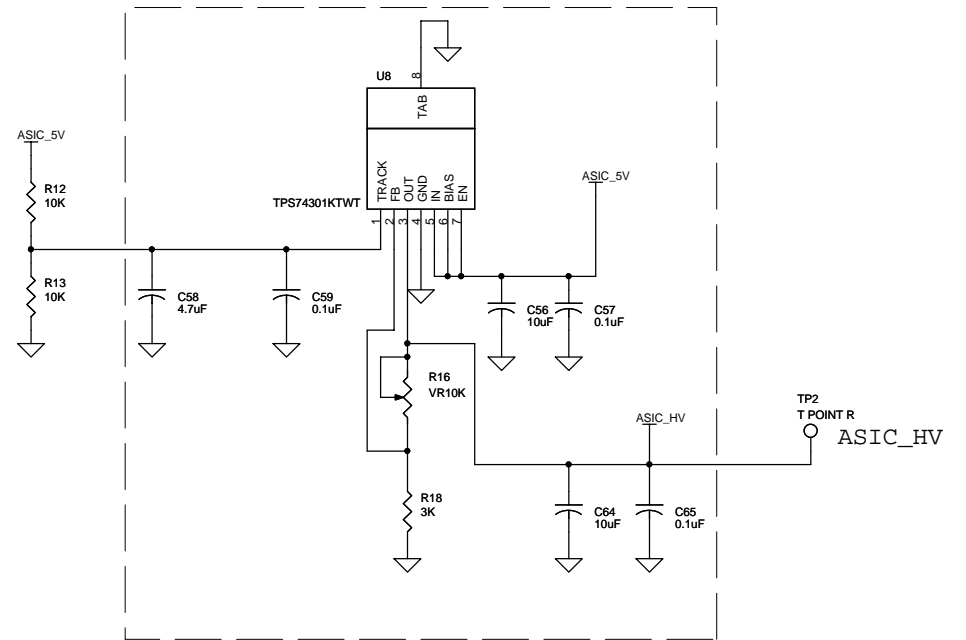 U8
8
TAB
ASIC_5V
R12
10K
TRACK
FB
OUT
GND
IN
BIAS
EN
TPS74301KTWT
1
2
3
4
5
6
7
ASIC_5V
R13
10K
C58
4.7uF
C59
0.1uF
C56
10uF
C57
0.1uF
R16
VR10K
TP2
T POINT R
ASIC_HV
ASIC_HV
R18
3K
C64
10uF
C65
0.1uF